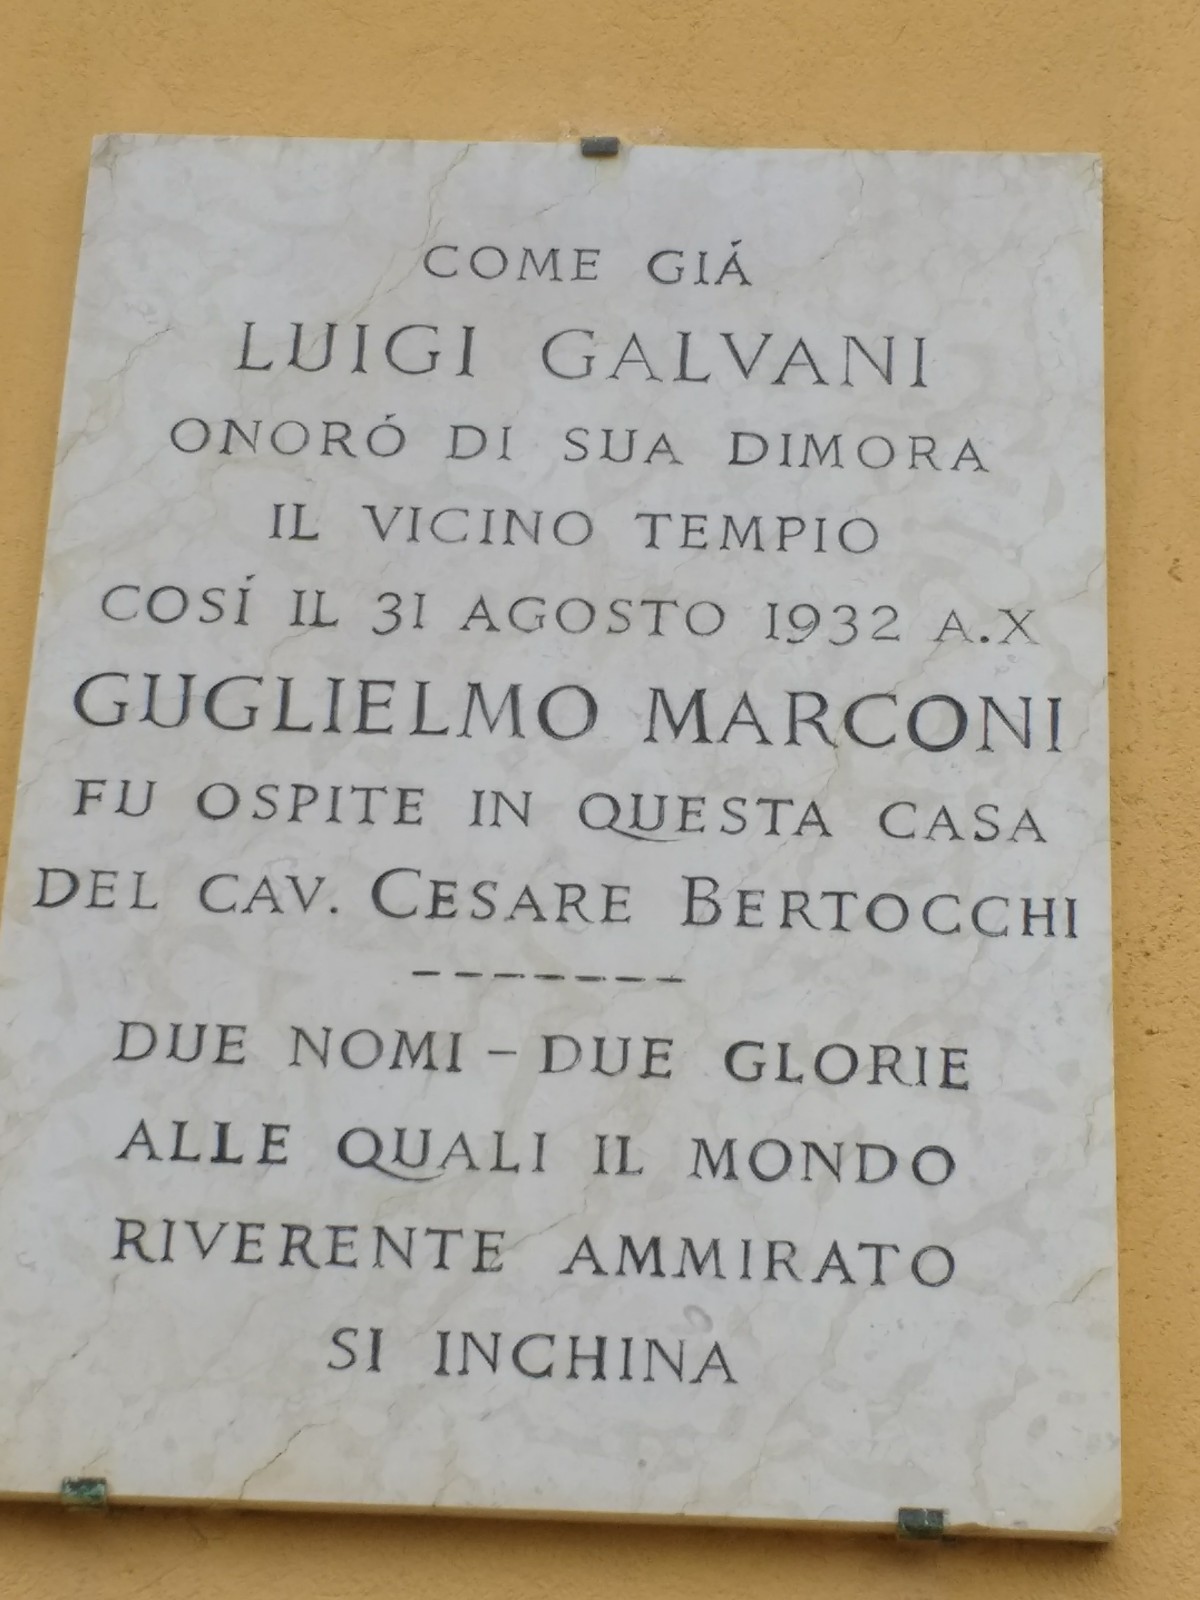 COME GIÁ
LUIGI GALVANI
ONORÓ DI SUA DIMORA
IL VICINO TEMPIO
COSÍ IL 31 AGOSTO 1932 A.X
GUGLIELMO MARCONI
FU OSPITE IN QUESTA CASA
DEL CAV. CESARE BERTOCCHI
-------
DUE NOMI – DUE GLORIE
ALLE QUALI IL MONDO
RIVERENTE AMMIRATO
SI INCHINA